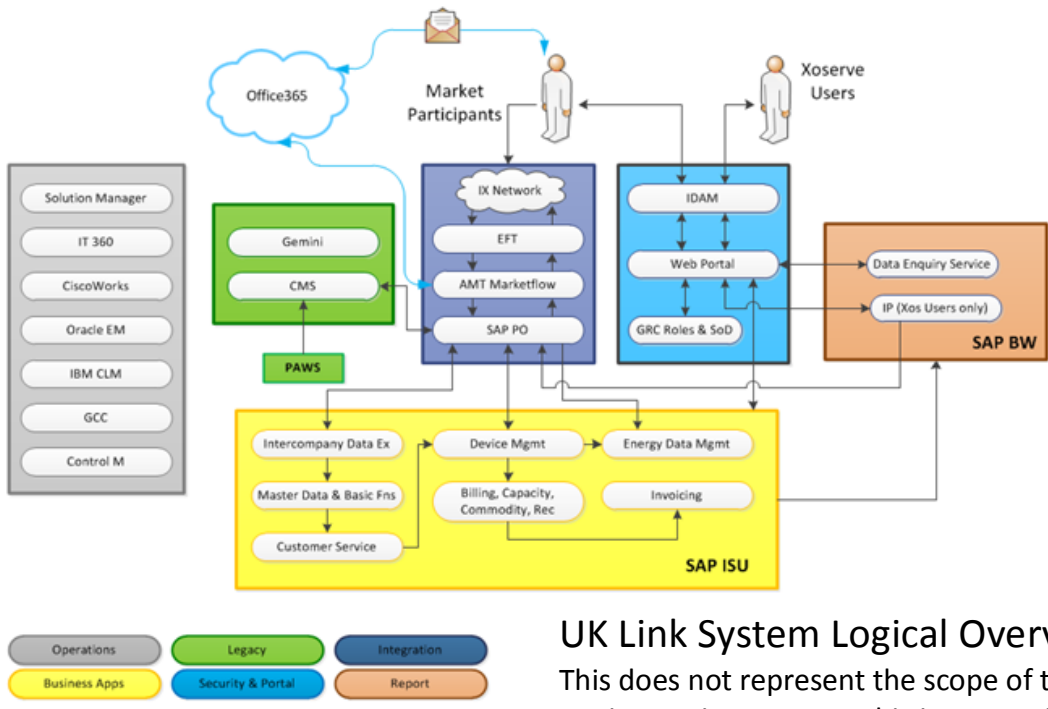 Office365
Market
Participants
Xoserve
Users
Solution Manager
IT 360
CiscoWorks
Oracle EM
IBM CLM
GCC
Control M
Gemini
CMS
PAWS
IX Network
EFT
AMT Marketflow
SAP PO
IDAM
Web Portal
GRC Roles & SoD
Data Enquiry Service
IP (Xos Users only)
SAP BW
Intercompany Data Ex
Master Data & Basic Fns
Customer Service
Device Mgmt
Billing, Capacity,
Commodity, Rec
Energy Data Mgmt
Invoicing
SAP ISU
Operations
Legacy
Integration
Business Apps
Security & Portal
Report
UK Link System Logical Overv
This does not represent the scope of t